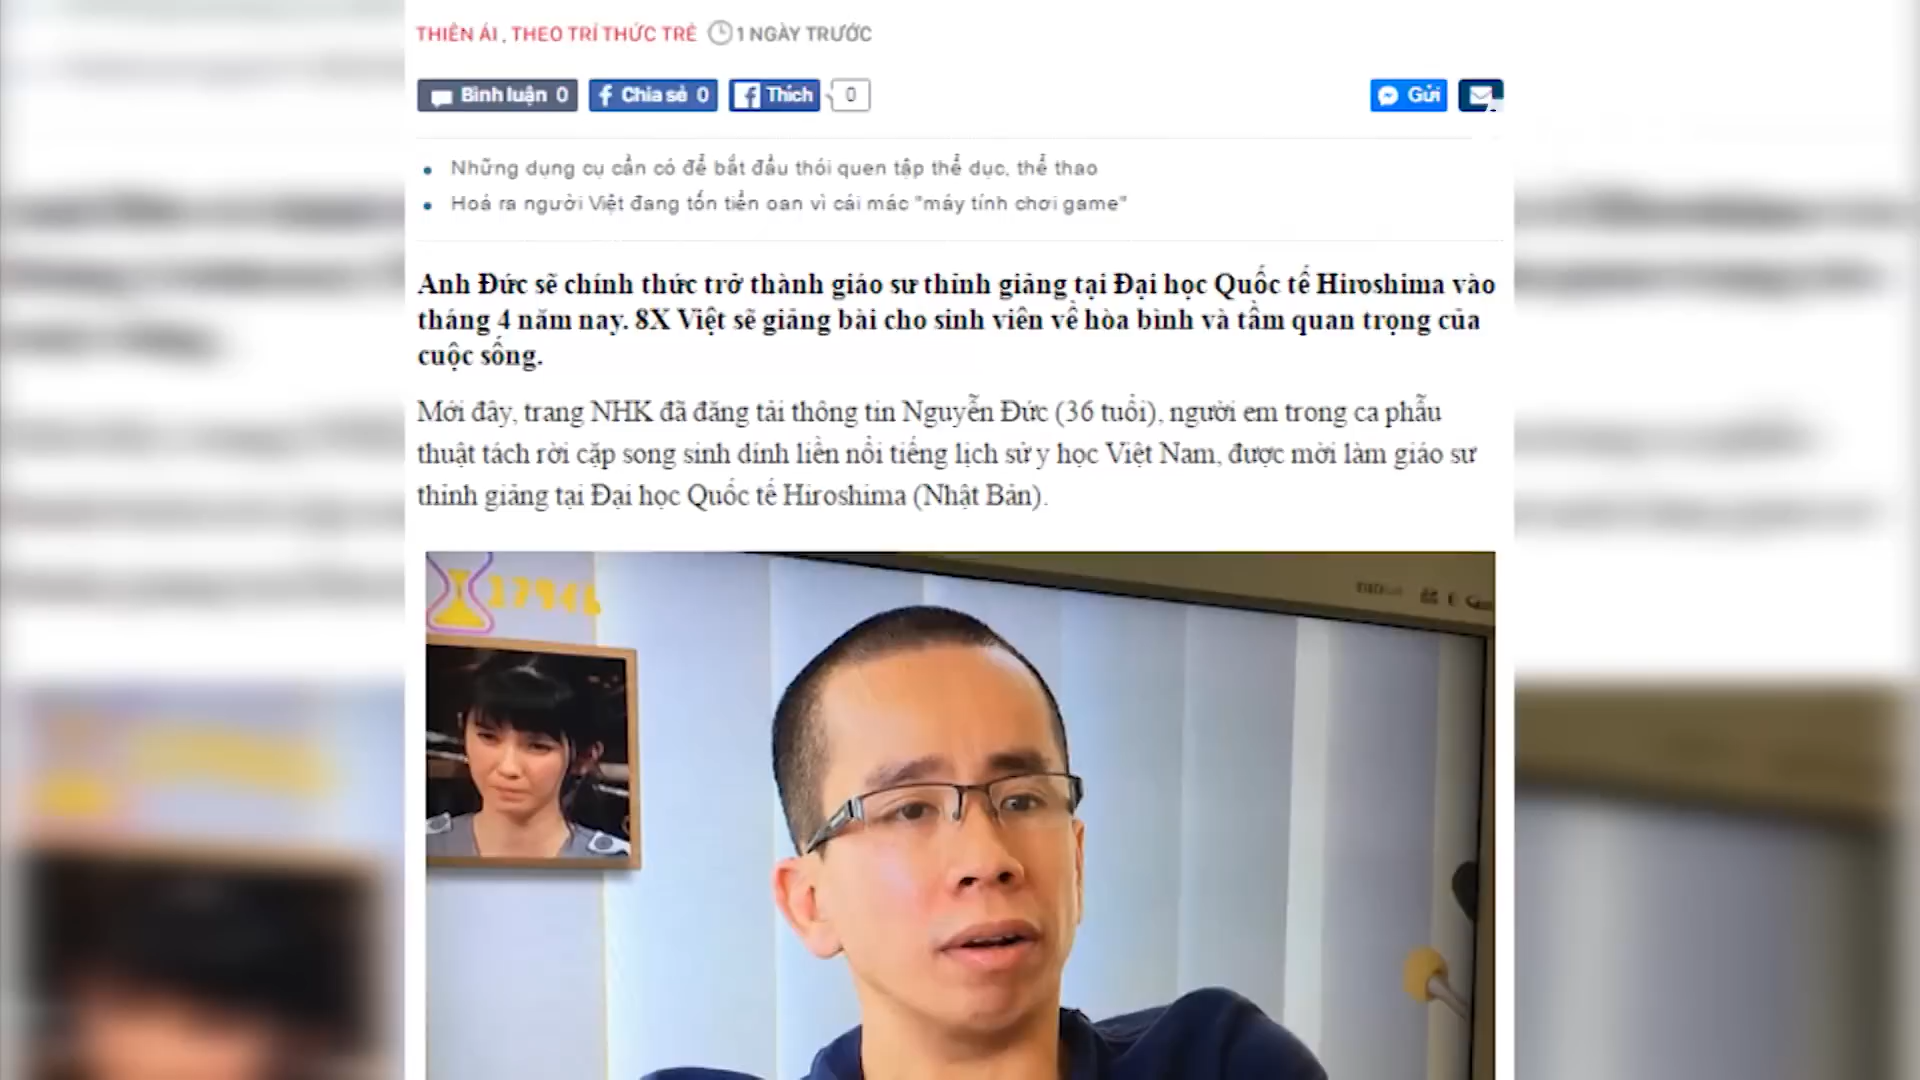 THIÊN ÁI , THEO TRÍ THỨC TRẺ 1 NGÀY TRƯỚC
Bình luận 0 Chia sẻ 0 Thích 0 Gửi
Những dụng cụ cần có để bắt đầu thói quen tập thể dục, thể thao
Hoá ra người Việt đang tốn tiền oan vì cái mác "máy tính chơi game"
Anh Đức sẽ chính thức trở thành giáo sư thỉnh giảng tại Đại học Quốc tế Hiroshima vào
tháng 4 năm nay. 8X Việt sẽ giảng bài cho sinh viên về hòa bình và tầm quan trọng của
cuộc sống.
Mới đây, trang NHK đã đăng tải thông tin Nguyễn Đức (36 tuổi), người em trong ca phẫu
thuật tách rời cặp song sinh dính liền nổi tiếng lịch sử y học Việt Nam, được mời làm giáo sư
thỉnh giảng tại Đại học Quốc tế Hiroshima (Nhật Bản).